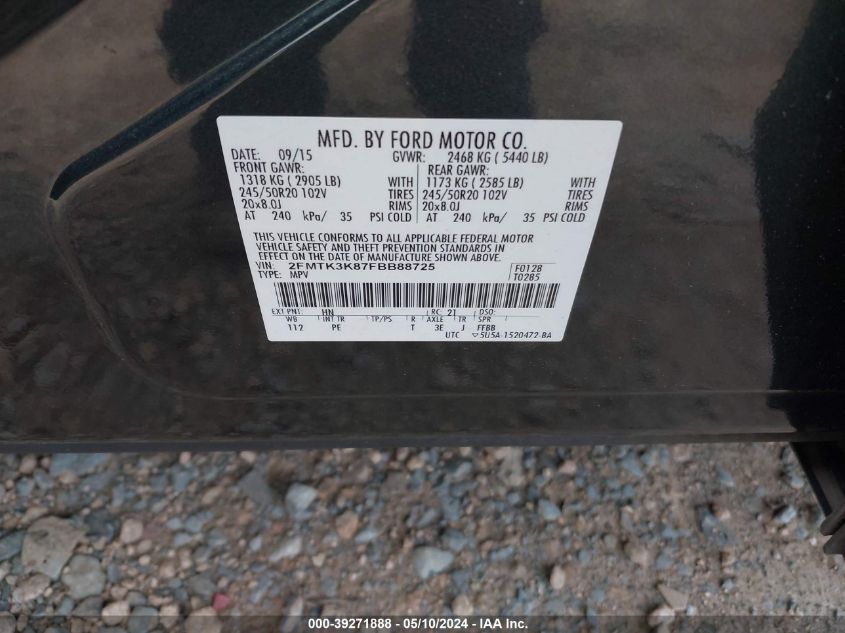 MFD. BY FORD MOTOR CO.
DATE: 09/15 GVWR: 2468 KG ( 5440 LB)
FRONT GAWR: REAR GAWR:
1318 KG ( 2905 LB) WITH 1173 KG ( 2585 LB) WITH
245/50R20 102V TIRES 245/50R20 102V TIRES
20x8.0J RIMS 20x8.0J RIMS
AT 240 kPa/ 35 PSI COLD AT 240 kPa/ 35 PSI COLD
THIS VEHICLE CONFORMS TO ALL APPLICABLE FEDERAL MOTOR
VEHICLE SAFETY AND THEFT PREVENTION STANDARDS IN
EFFECT ON THE DATE OF MANUFACTURE SHOWN ABOVE.
VIN: 2FMTK3K87FBB88725 F0128
TYPE: MPV T0285
EXT PNT: HN RC: 21 DSO:
WB INT TR TP/PS R AXLE TR SPR
112 PE T 3E J FFBB
UTC ▽5U5A-1520472-BA
000-39271888 - 05/10/2024 - IAA Inc.